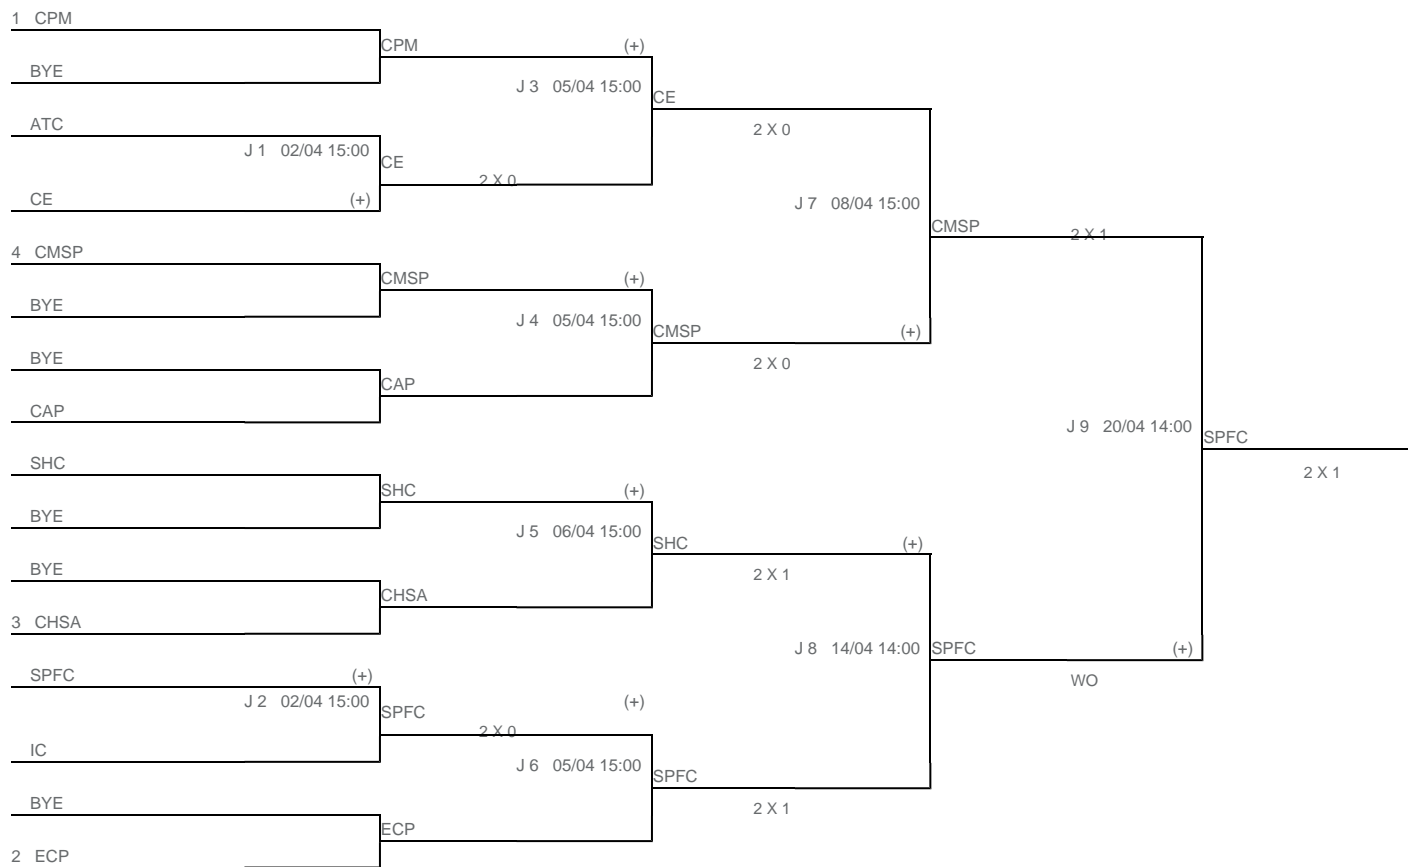 1 CPM
CPM (+)
BYE
J 3 05/04 15:00
CE
ATC
2 X 0
J 1 02/04 15:00
CE
2 X 0
CE (+)
J 7 08/04 15:00
CMSP
2 X 1
4 CMSP
CMSP (+)
BYE
J 4 05/04 15:00
CMSP (+)
BYE
2 X 0
CAP
CAP
J 9 20/04 14:00
SPFC
SHC
2 X 1
SHC (+)
BYE
J 5 06/04 15:00
SHC (+)
BYE
2 X 1
CHSA
3 CHSA
J 8 14/04 14:00
SPFC (+)
SPFC (+)
WO
J 2 02/04 15:00
SPFC (+)
2 X 0
IC
J 6 05/04 15:00
SPFC
BYE
2 X 1
ECP
2 ECP